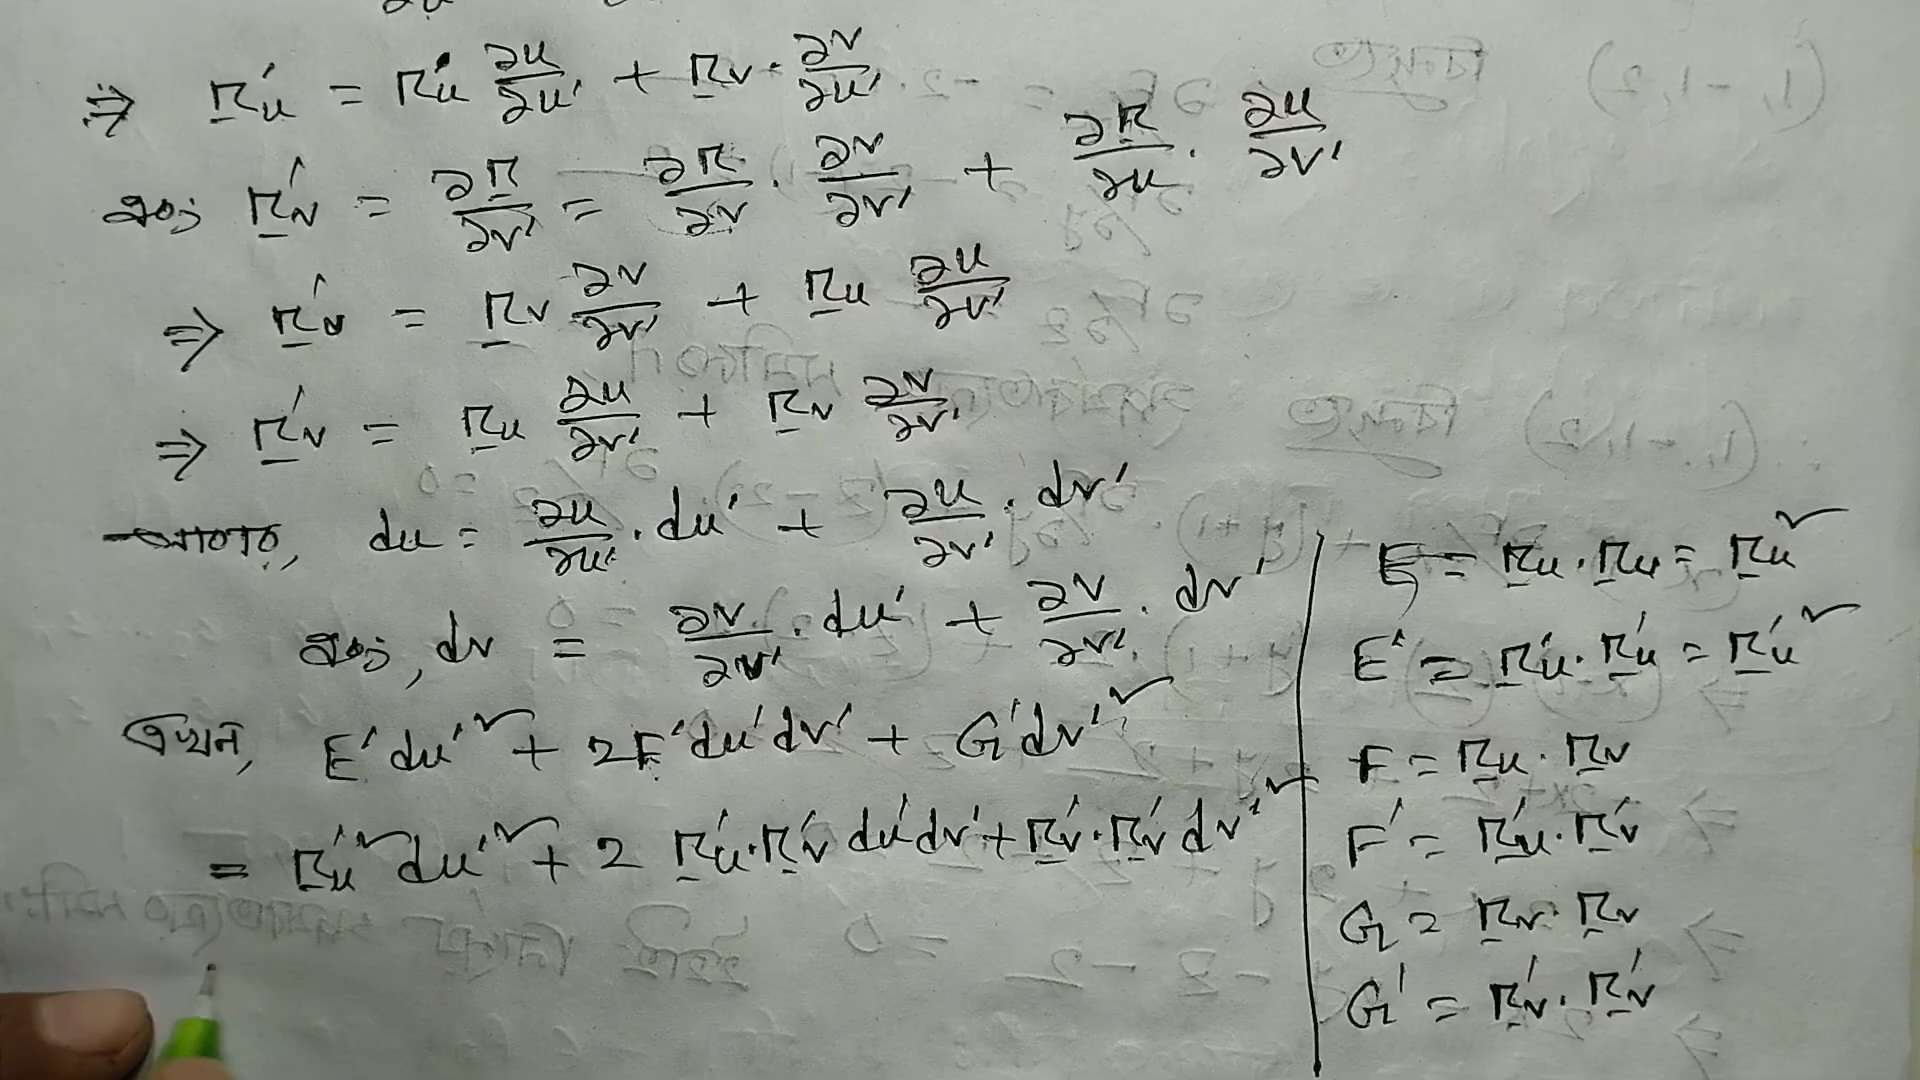 ⇒ r'u = ru ∂u/∂u' + rv · ∂v/∂u'
এবং r'v = ∂r/∂v' = ∂r/∂v · ∂v/∂v' + ∂r/∂u · ∂u/∂v'
⇒ r'v = rv ∂v/∂v' + ru ∂u/∂v'
⇒ r'v = ru ∂u/∂v' + rv ∂v/∂v'
du = ∂u/∂u' · du' + ∂u/∂v' · dv'
এবং, dv = ∂v/∂u' · du' + ∂v/∂v' · dv'
এখন, E'du'² + 2F'du'dv' + G'dv'²
= r'u² du'² + 2 r'u · r'v du'dv' + r'v · r'v dv'²
E = ru · ru = ru²
E' = r'u · r'u = r'u²
F = ru · rv
F' = r'u · r'v
G = rv · rv
G' = r'v · r'v